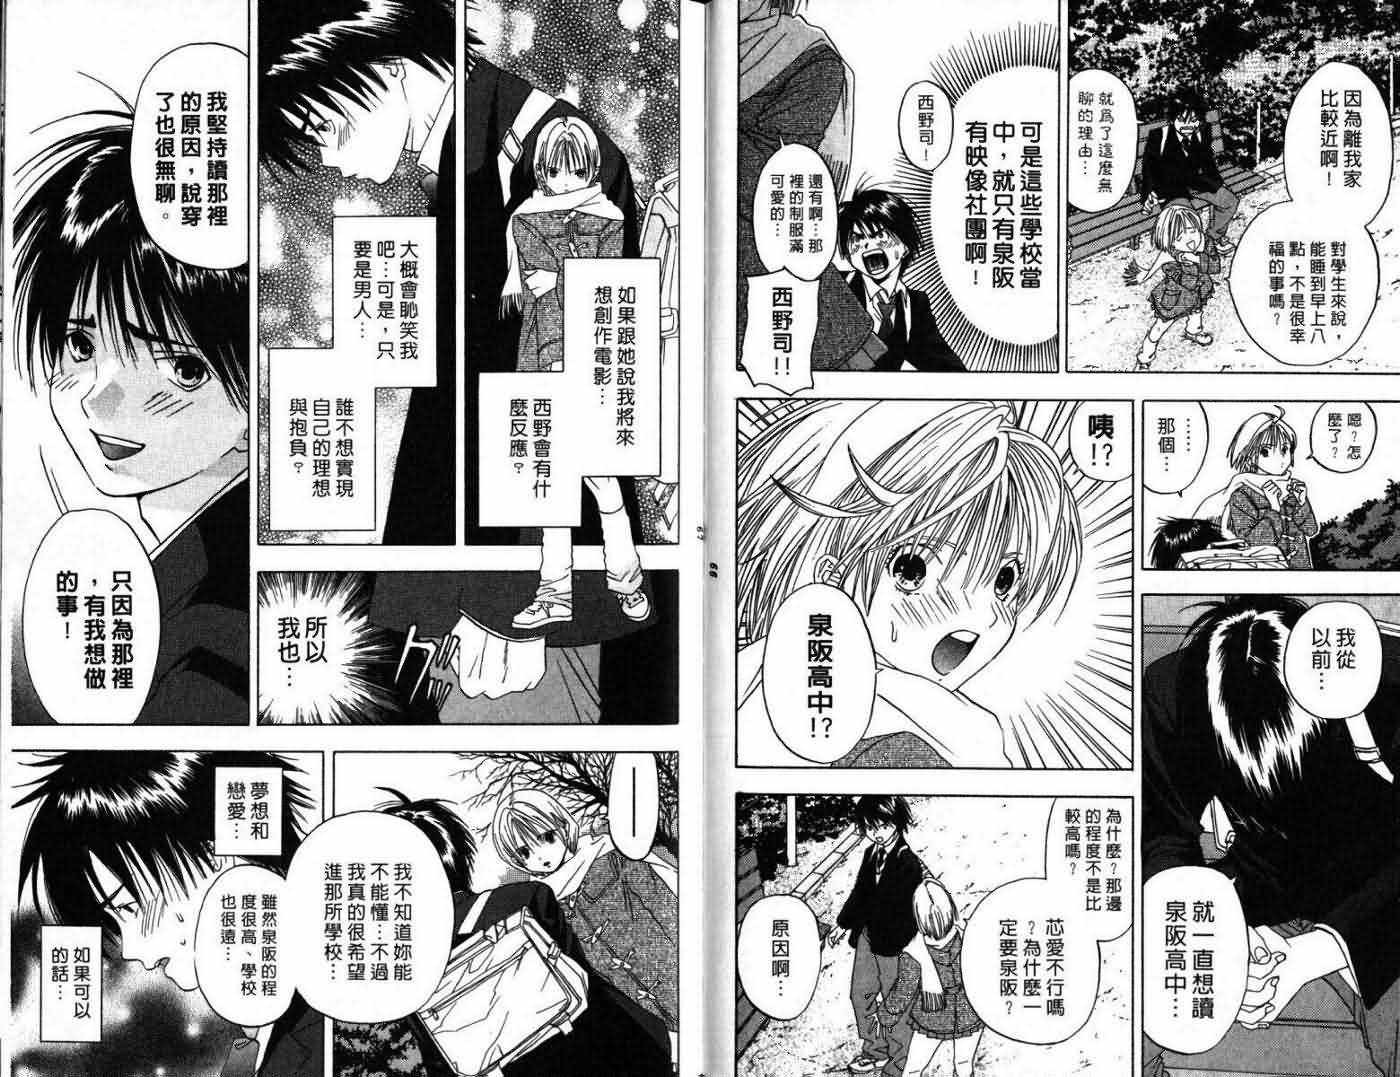 因為離我家
比較近啊！
對學生來說，
能睡到早上八
點，不是很幸
福的事嗎？
就為了這麼無
聊的理由…
可是這些學校當
中，就只有泉阪
有映像社團啊！
西野司！
還有啊…那
裡的制服滿
可愛的…
西野司！！
嗯？怎
麼了？
……
那個…
咦！？
泉阪高中！？
我從
以前…
就一直想讀
泉阪高中…
為什麼？那邊
的程度不是比
較高嗎？
芯愛不行嗎
？為什麼一
定要泉阪？
原因啊…
67
66
如果跟她說我將來
想創作電影…
西野會有什
麼反應？
大概會恥笑我
吧…可是，只
要是男人…
誰不想實現
自己的理想
與抱負？
我堅持讀那裡
的原因，說穿
了也很無聊。
只因為那裡
，有我想做
的事！
所以
我也…
我不知道妳能
不能懂…不過
我真的很希望
進那所學校…
夢想和
戀愛…
雖然泉阪的程
度很高、學校
也很遠…
如果可以
的話…